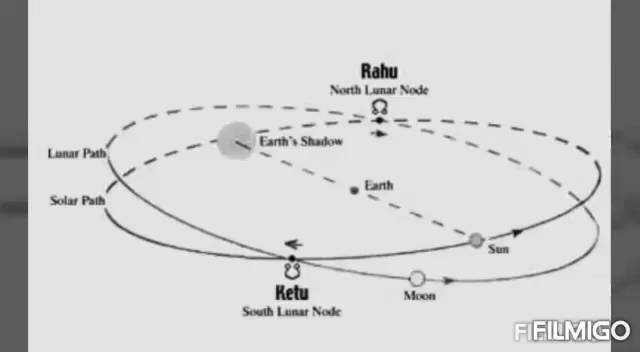 Rahu
North Lunar Node
☊
Lunar Path
Earth's Shadow
Earth
Solar Path
Sun
☋
Ketu
South Lunar Node
Moon
FILMIGO